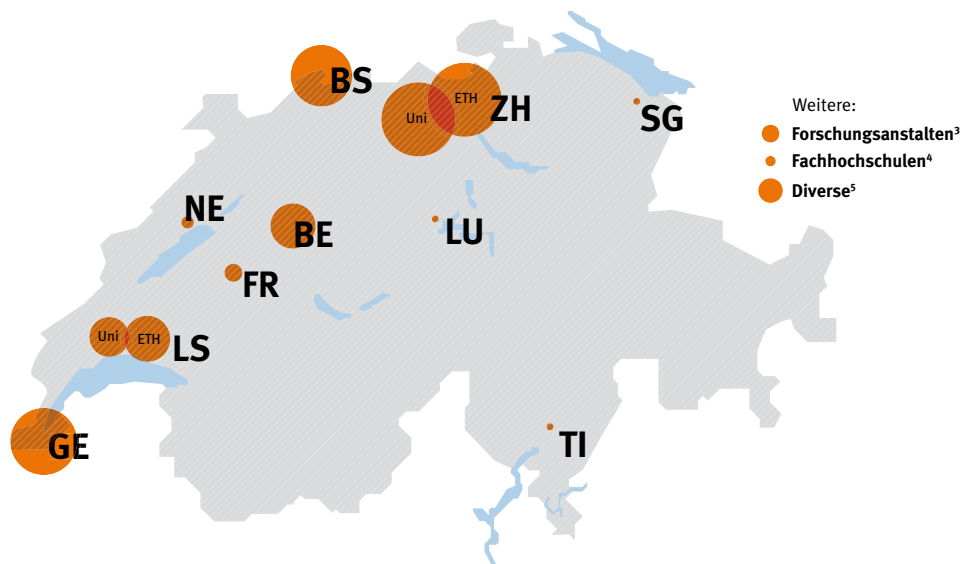 BS
Uni
ETH
ZH
SG
Weitere:
Forschungsanstalten³
Fachhochschulen⁴
Diverse⁵
NE
BE
LU
FR
Uni
ETH
LS
GE
TI